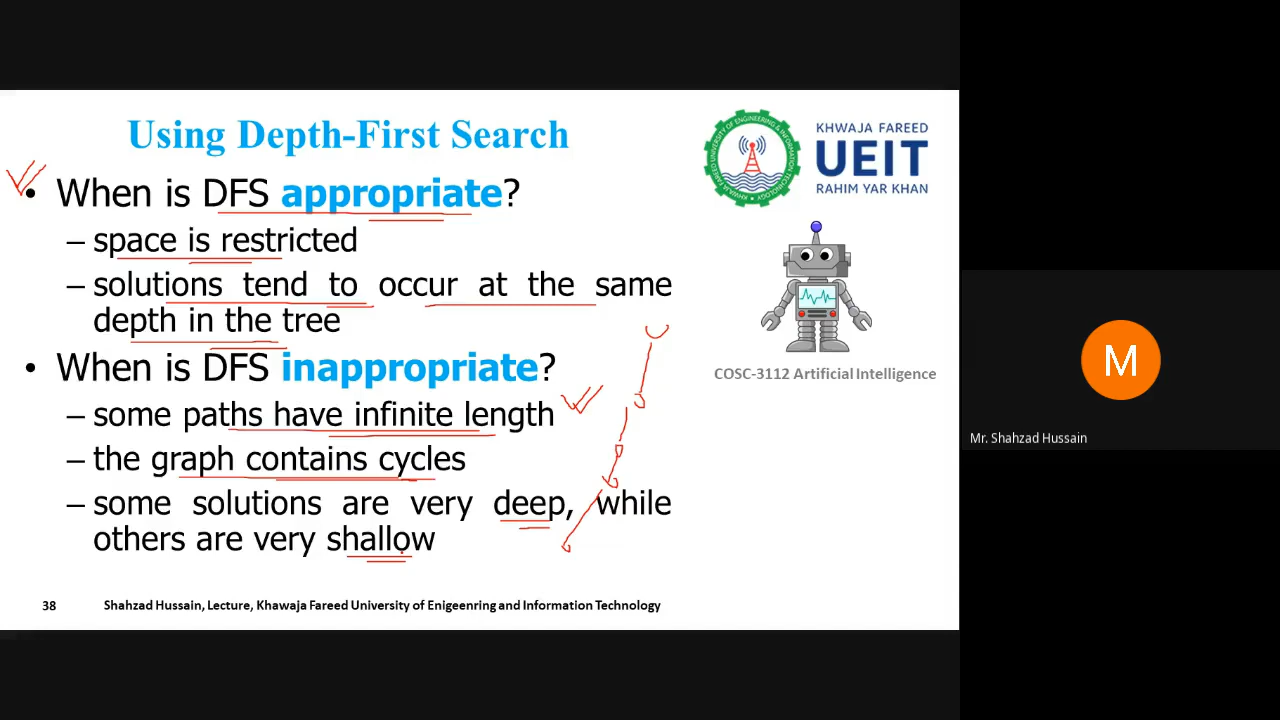 Using Depth-First Search
• When is DFS appropriate?
– space is restricted
– solutions tend to occur at the same
depth in the tree
• When is DFS inappropriate?
– some paths have infinite length
– the graph contains cycles
– some solutions are very deep, while
others are very shallow
38
Shahzad Hussain, Lecture, Khawaja Fareed University of Enigeenring and Information Technology
KHWAJA FAREED
UEIT
RAHIM YAR KHAN
COSC-3112 Artificial Intelligence
M
Mr. Shahzad Hussain